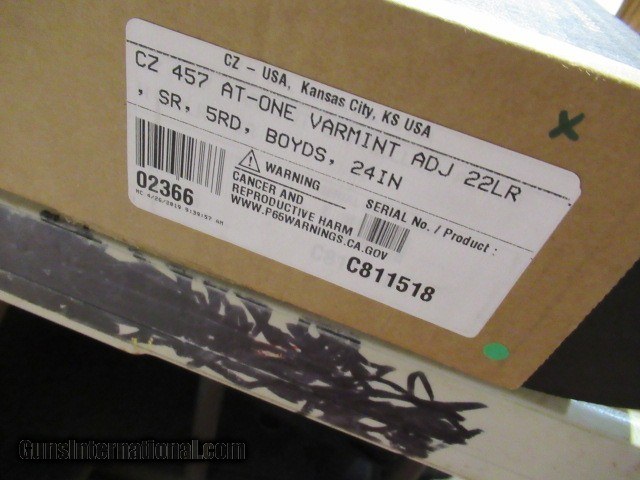 CZ - USA, Kansas City, KS USA
CZ 457 AT-ONE VARMINT ADJ 22LR
, SR, 5RD, BOYDS, 24IN
WARNING
CANCER AND
REPRODUCTIVE HARM
WWW.P65WARNINGS.CA.GOV
02366
SERIAL No. / Product :
C811518
X
GunsInternational.com